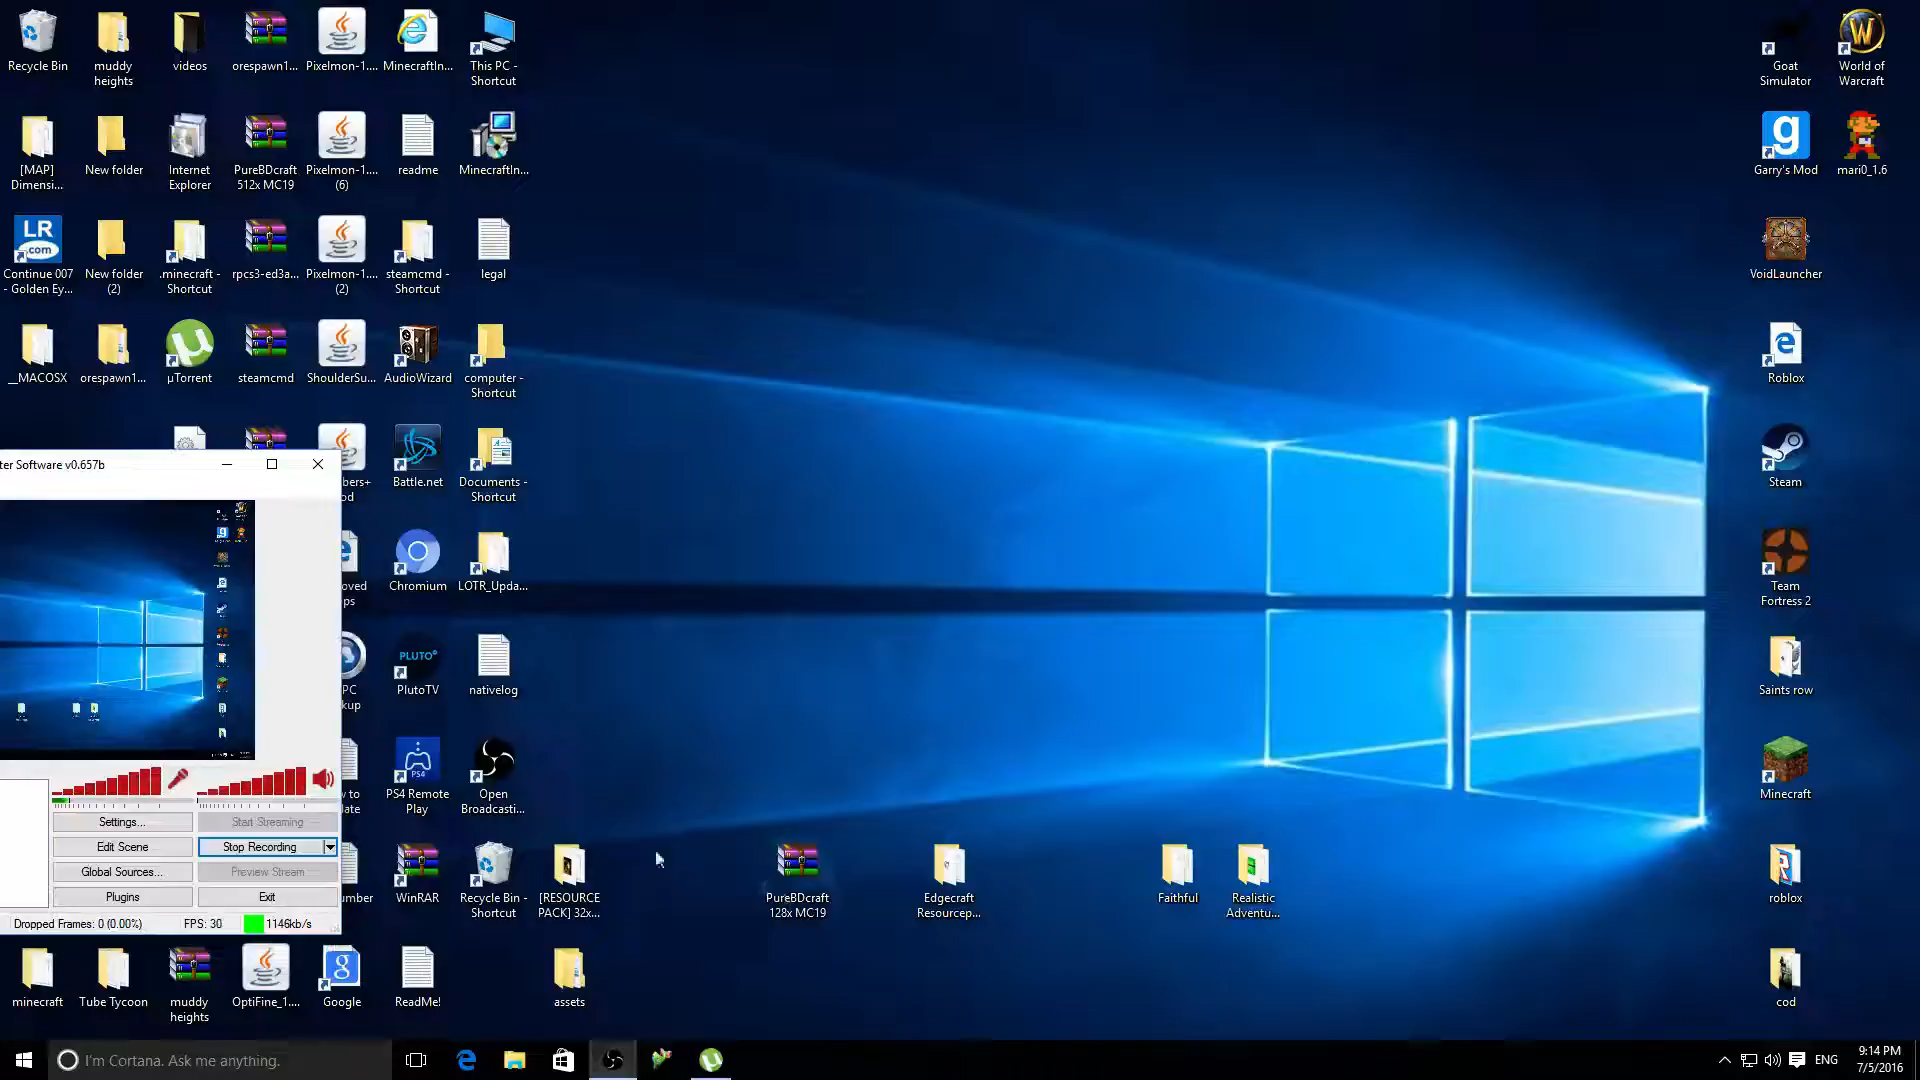 Recycle Bin
muddy
heights
videos
orespawn1...
Pixelmon-1....
MinecraftIn...
This PC -
Shortcut
Goat
Simulator
World of
Warcraft
[MAP]
Dimensi...
New folder
Internet
Explorer
PureBDcraft
512x MC19
Pixelmon-1....
(6)
readme
MinecraftIn...
Garry's Mod
mari0_1.6
LR
.com
Continue 007
- Golden Ey...
New folder
(2)
.minecraft -
Shortcut
rpcs3-ed3a...
Pixelmon-1....
(2)
steamcmd -
Shortcut
legal
VoidLauncher
__MACOSX
orespawn1...
µTorrent
steamcmd
ShoulderSu...
AudioWizard
computer -
Shortcut
Roblox
ter Software v0.657b
bers+
od
Battle.net
Documents -
Shortcut
Steam
oved
ps
Chromium
LOTR_Upda...
Team
Fortress 2
PC
kup
PLUTO
PlutoTV
nativelog
Saints row
w to
late
PS4
PS4 Remote
Play
Open
Broadcasti...
Minecraft
Settings...
Start Streaming
Edit Scene
Stop Recording
Global Sources...
Preview Stream
Plugins
Exit
Dropped Frames: 0 (0.00%)
FPS: 30
1146kb/s
umber
WinRAR
Recycle Bin -
Shortcut
[RESOURCE
PACK] 32x...
PureBDcraft
128x MC19
Edgecraft
Resourcep...
Faithful
Realistic
Adventu...
roblox
minecraft
Tube Tycoon
muddy
heights
OptiFine_1....
Google
ReadMe!
assets
cod
I'm Cortana. Ask me anything.
ENG
9:14 PM
7/5/2016